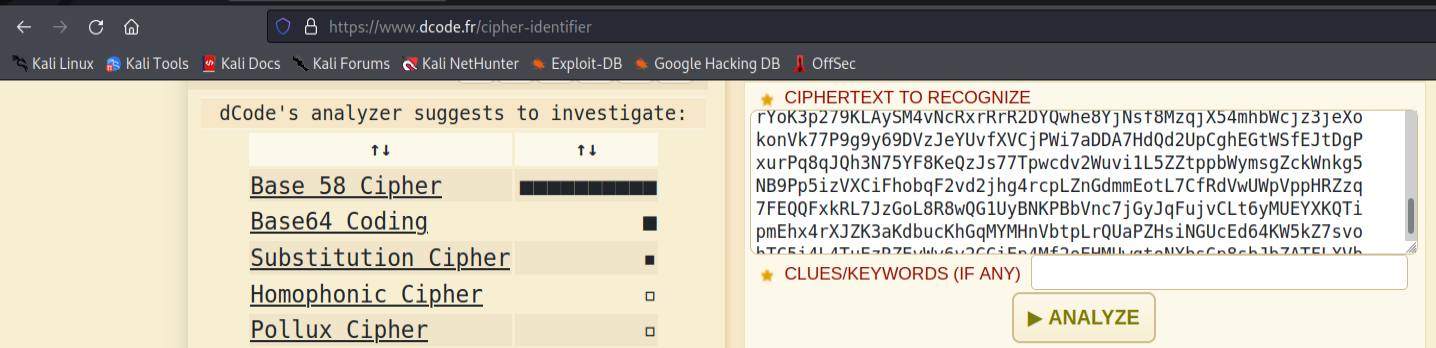 https://www.dcode.fr/cipher-identifier
Kali Linux Kali Tools Kali Docs Kali Forums Kali NetHunter Exploit-DB Google Hacking DB OffSec
dCode's analyzer suggests to investigate:
↑↓ ↑↓
Base 58 Cipher ■■■■■■■■■■
Base64 Coding ■
Substitution Cipher ▪
Homophonic Cipher ▫
Pollux Cipher ▫
CIPHERTEXT TO RECOGNIZE
rYoK3p279KLAySM4vNcRxrRrR2DYQwhe8YjNsf8MzqjX54mhbWcjz3jeXo
konVk77P9g9y69DVzJeYUvfXVCjPWi7aDDA7HdQd2UpCghEGtWSfEJtDgP
xurPq8qJQh3N75YF8KeQzJs77Tpwcdv2Wuvi1L5ZZtppbWymsgZckWnkg5
NB9Pp5izVXCiFhobqF2vd2jhg4rcpLZnGdmmEotL7CfRdVwUWpVppHRZzq
7FEQQFxkRL7JzGoL8R8wQG1UyBNKPBbVnc7jGyJqFujvCLt6yMUEYXKQTi
pmEhx4rXJZK3aKdbucKhGqMYMHnVbtpLrQUaPZHsiNGUcEd64KW5kZ7svo
CLUES/KEYWORDS (IF ANY)
▶ ANALYZE